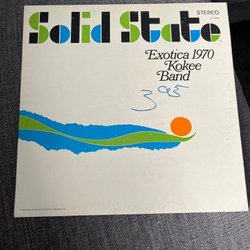 Solid State
STEREO
Exotica 1970
Kokee
Band
3 95